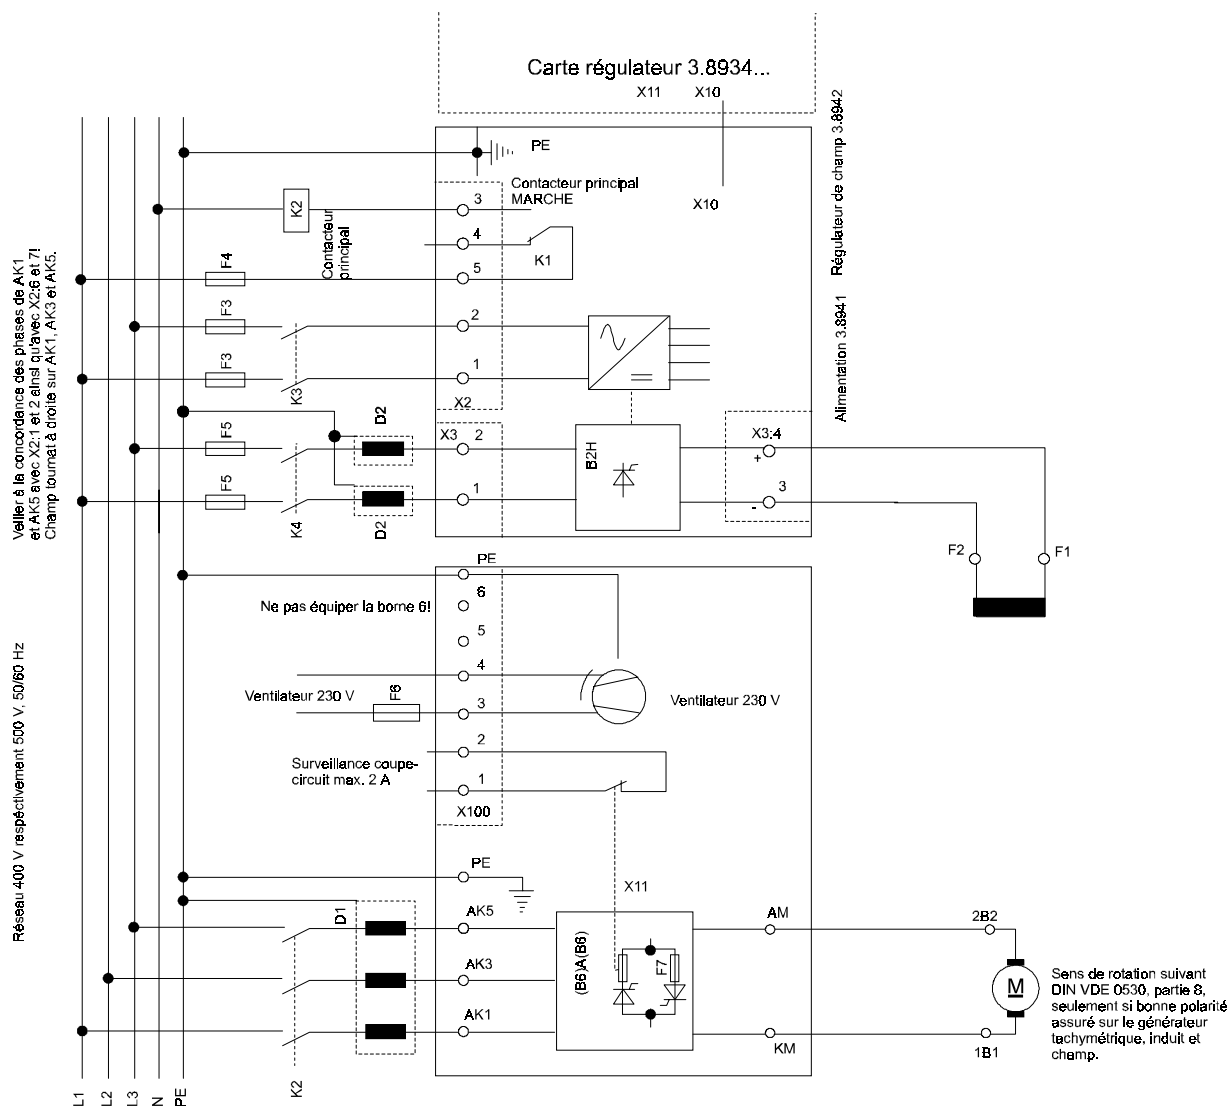 Carte régulateur 3.8934...
X11
X10
Régulateur de champ 3.8942
Alimentation 3.8941
PE
Contacteur principal
MARCHE
X10
K2
3
Contacteur
principal
4
K1
F4
5
F3
2
F3
K3
1
X2
D2
F5
X3
2
B2H
X3:4
+
F5
1
3
-
K4
D2
F2
F1
Veiller à la concordance des phases de AK1
et AK5 avec X2:1 et 2 ainsi qu'avec X2:6 et 7!
Champ tournat à droite sur AK1, AK3 et AK5.
PE
6
Ne pas équiper la borne 6!
5
4
Ventilateur 230 V
F6
3
Ventilateur 230 V
2
Surveillance coupe-
circuit max. 2 A
1
X100
Réseau 400 V respéctivement 500 V, 50/60 Hz
PE
X11
D1
AK5
AM
2B2
(B6)A(B6)
F7
AK3
M
Sens de rotation suivant
DIN VDE 0530, partie 8,
seulement si bonne polarité
assuré sur le générateur
tachymétrique, induit et
champ.
AK1
KM
1B1
K2
L1
L2
L3
N
PE